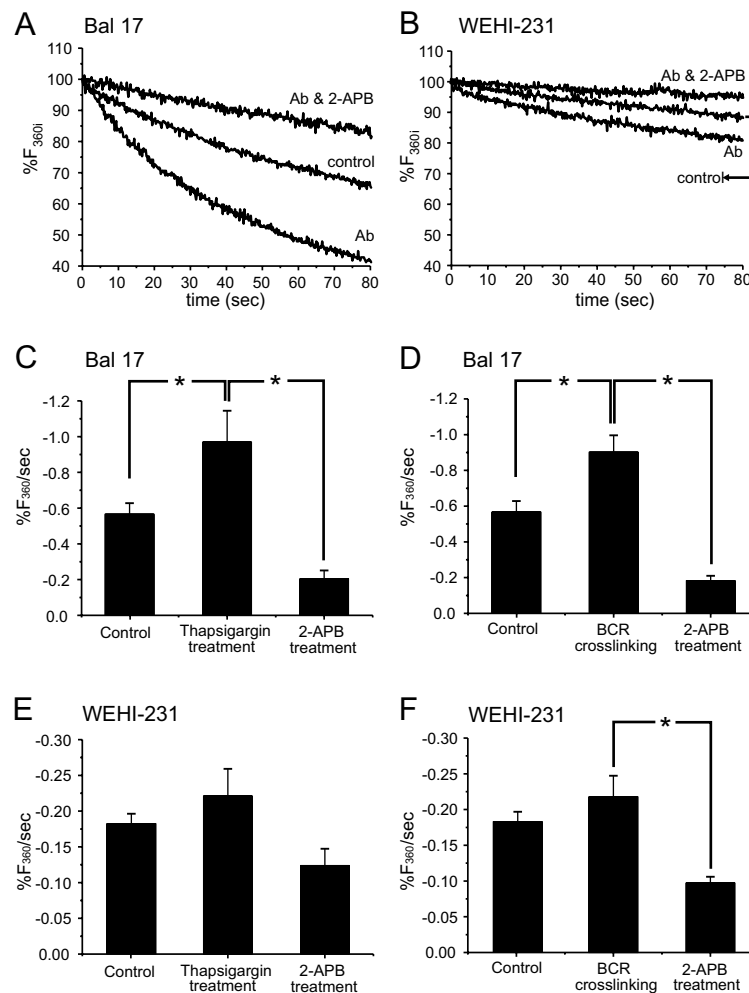 A Bal 17
110
100
90
80
70
60
50
40
%F360i
0 10 20 30 40 50 60 70 80
time (sec)
Ab & 2-APB
control
Ab
B WEHI-231
110
100
90
80
70
60
50
40
%F360i
0 10 20 30 40 50 60 70 80
time (sec)
Ab & 2-APB
Ab
control
C Bal 17
* *
-1.2
-1.0
-0.8
-0.6
-0.4
-0.2
0.0
%F360/sec
Control Thapsigargin 2-APB
treatment treatment
D Bal 17
* *
-1.2
-1.0
-0.8
-0.6
-0.4
-0.2
0.0
%F360/sec
Control BCR 2-APB
crosslinking treatment
E WEHI-231
-0.30
-0.25
-0.20
-0.15
-0.10
-0.05
0.00
%F360/sec
Control Thapsigargin 2-APB
treatment treatment
F WEHI-231
*
-0.30
-0.25
-0.20
-0.15
-0.10
-0.05
0.00
%F360/sec
Control BCR 2-APB
crosslinking treatment